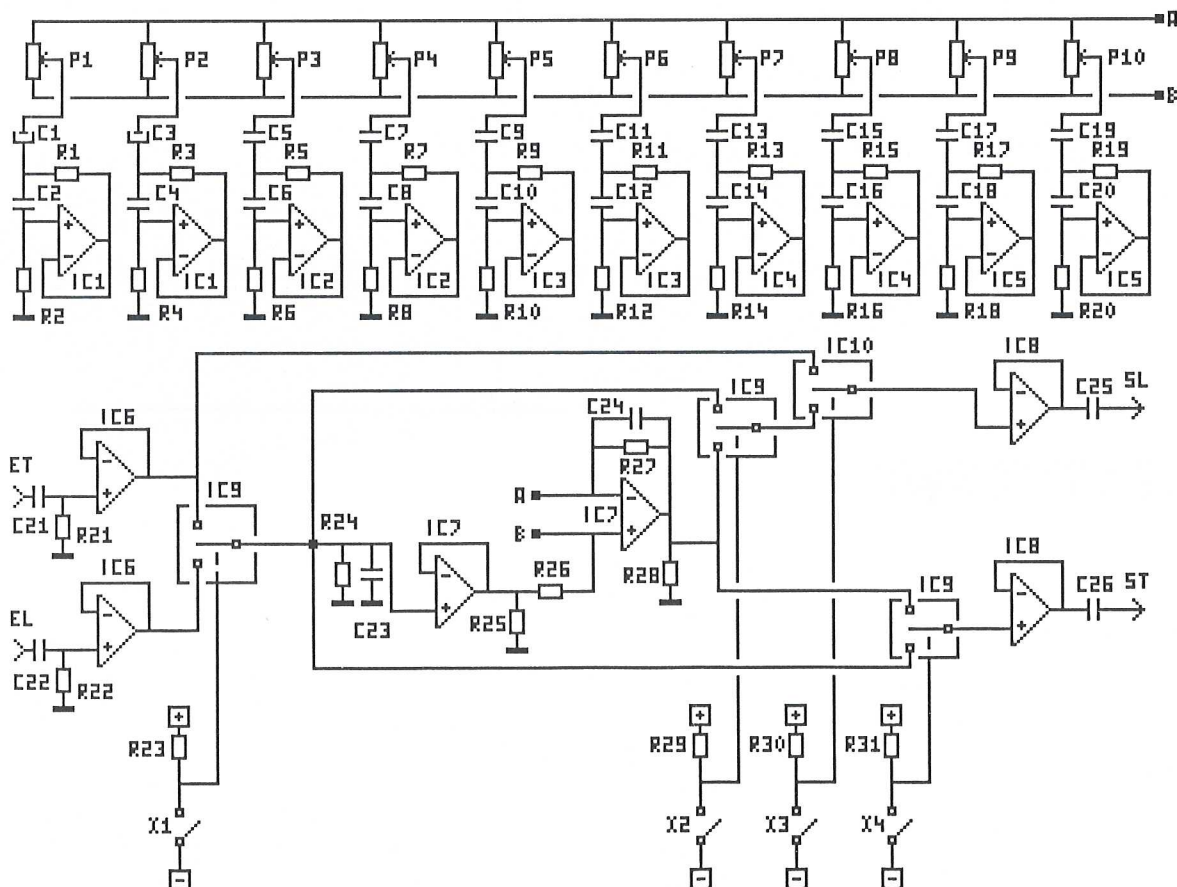 A
P1 P2 P3 P4 P5 P6 P7 P8 P9 P10
B
C1 C3 C5 C7 C9 C11 C13 C15 C17 C19
R1 R3 R5 R7 R9 R11 R13 R15 R17 R19
C2 C4 C6 C8 C10 C12 C14 C16 C18 C20
+ + + + + + + + + +
- - - - - - - - - -
IC1 IC1 IC2 IC2 IC3 IC3 IC4 IC4 IC5 IC5
R2 R4 R6 R8 R10 R12 R14 R16 R18 R20
IC10 IC8
IC9 C25 SL
C24
- +
IC6
R27
ET - + IC9 A - IC7
C21 R21 R24 IC7 B +
IC6 - + R26 R28 IC9 IC8 C26 ST
EL - + C23 R25 - +
C22 R22
+ + + +
R23 R29 R30 R31
X1 X2 X3 X4
- - - -